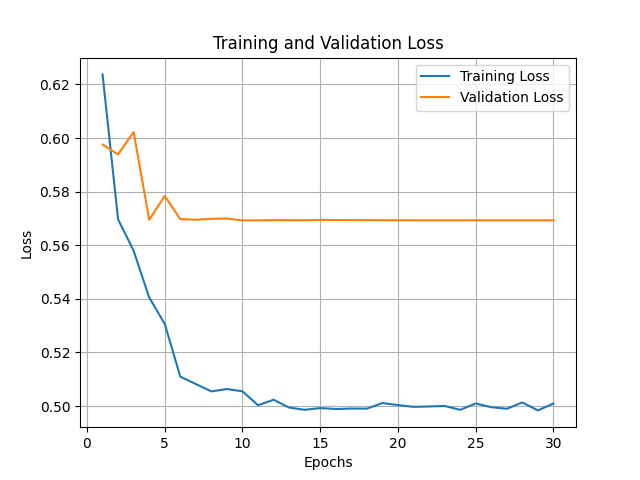 Training and Validation Loss
Training Loss
Validation Loss
Loss
0.62
0.60
0.58
0.56
0.54
0.52
0.50
0 5 10 15 20 25 30
Epochs